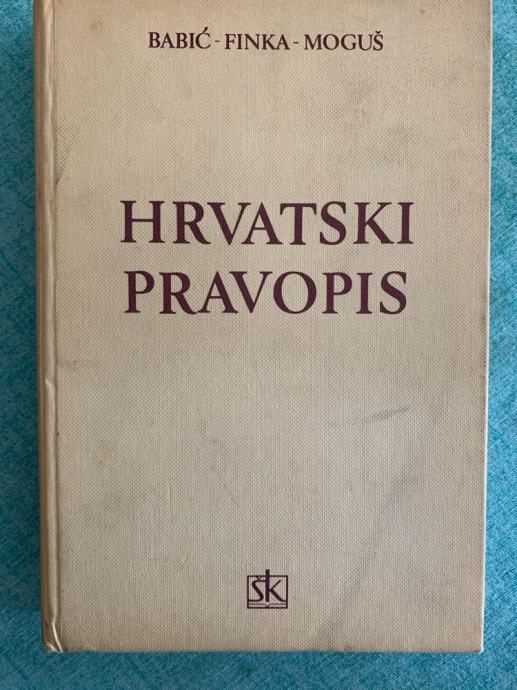 BABIĆ - FINKA - MOGUŠ
HRVATSKI
PRAVOPIS
šk